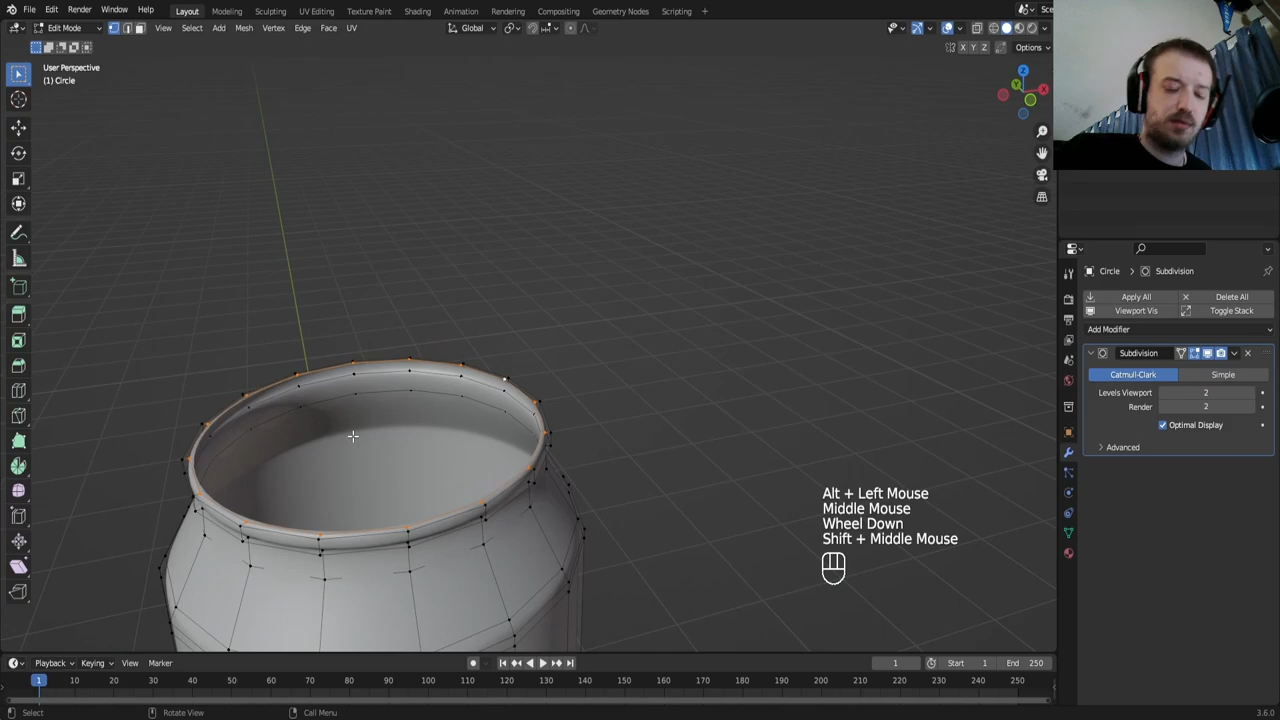 File Edit Render Window Help Layout Modeling Sculpting UV Editing Texture Paint Shading Animation Rendering Compositing Geometry Nodes Scripting + Sce
Edit Mode View Select Add Mesh Vertex Edge Face UV Global
X Y Z Options
User Perspective
(1) Circle
Z
Y
X
Circle > Subdivision
Apply All Delete All
Viewport Vis Toggle Stack
Add Modifier
Subdivision
Catmull-Clark Simple
Levels Viewport 2
Render 2
Optimal Display
Advanced
Alt + Left Mouse
Middle Mouse
Wheel Down
Shift + Middle Mouse
Playback Keying View Marker 1 Start 1 End 250
1 10 20 30 40 50 60 70 80 90 100 110 120 130 140 150 160 170 180 190 200 210 220 230 240 250
Select Rotate View Call Menu 3.6.0